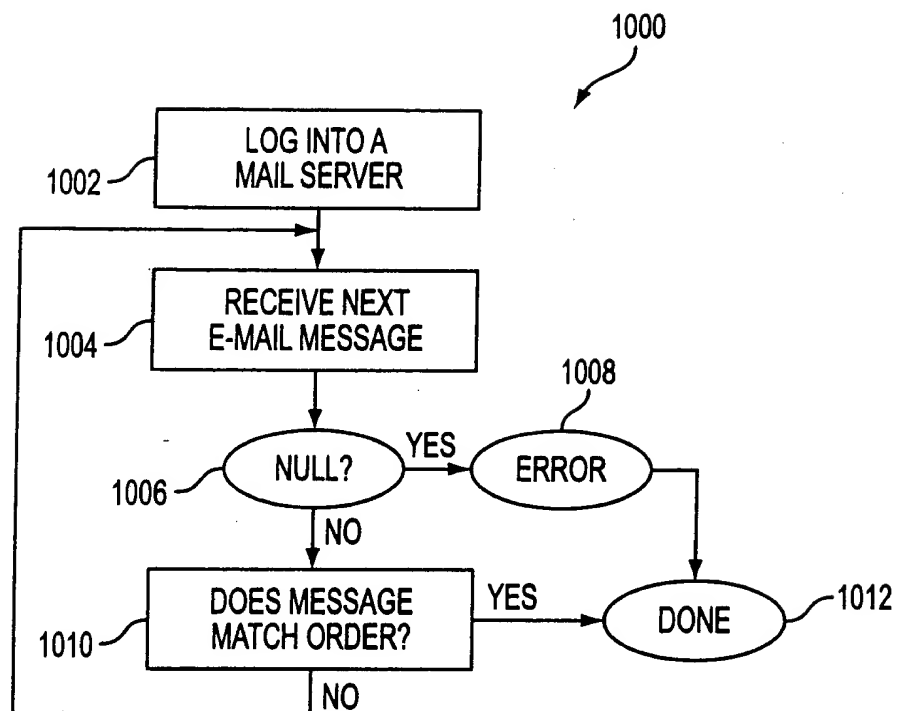 1000
LOG INTO A
MAIL SERVER
1002
RECEIVE NEXT
E-MAIL MESSAGE
1004
1008
NULL?
YES
ERROR
1006
NO
DOES MESSAGE
MATCH ORDER?
YES
DONE
1012
1010
NO